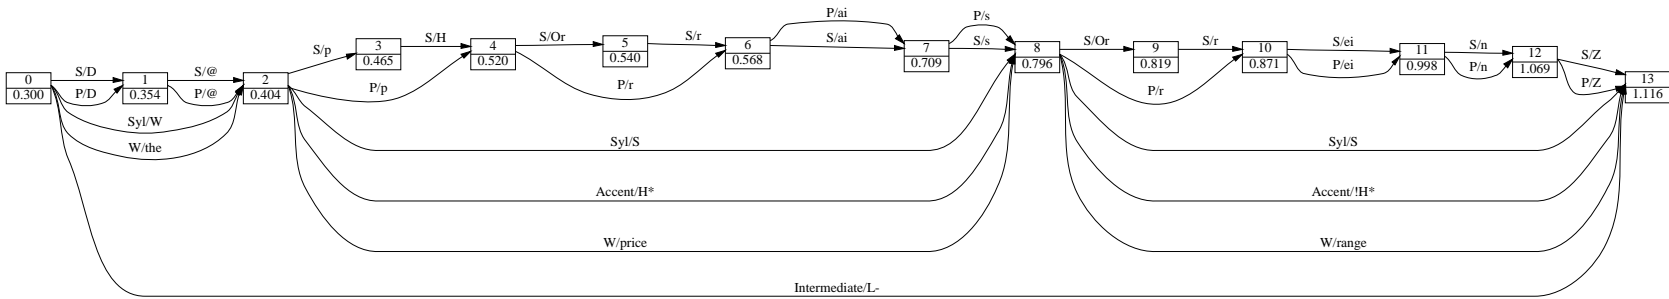 P/ai P/s
S/p S/H S/Or S/r S/ai S/s S/Or S/r S/ei S/n S/Z
0 0.300
S/D P/D
1 0.354
S/@ P/@
2 0.404
3 0.465
4 0.520
5 0.540
6 0.568
7 0.709
8 0.796
9 0.819
10 0.871
11 0.998
12 1.069
13 1.116
P/p P/r P/r P/ei P/n P/Z
Syl/W
W/the
Syl/S Syl/S
Accent/H* Accent/!H*
W/price W/range
Intermediate/L-